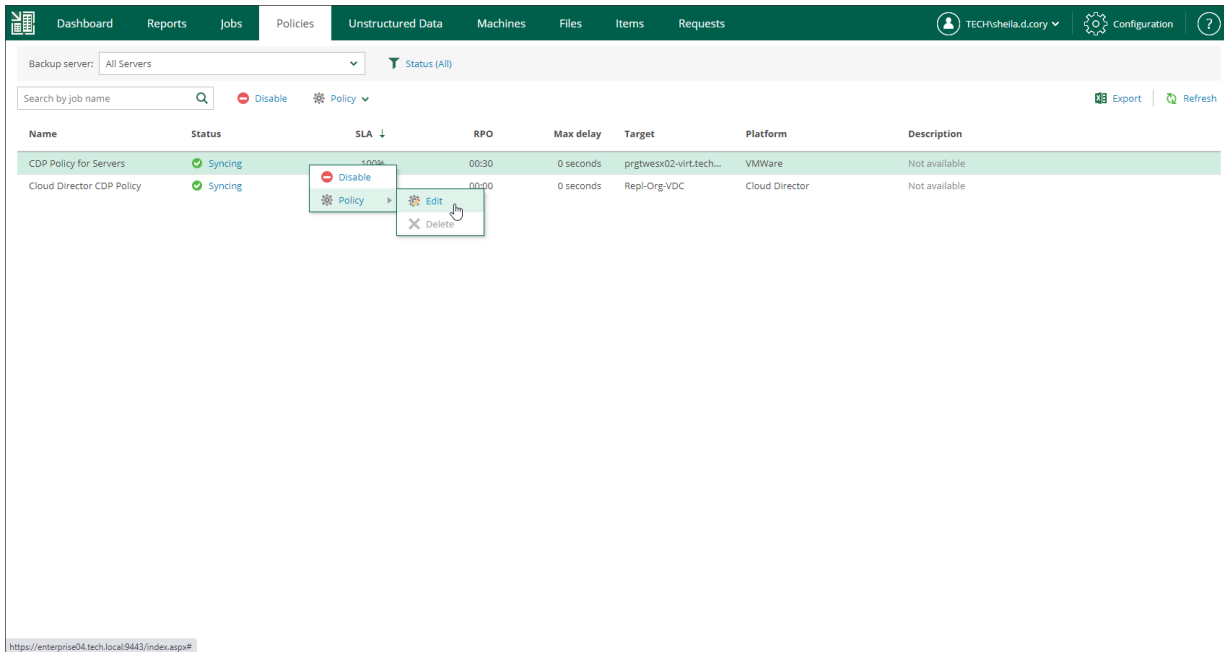 Dashboard Reports Jobs Policies Unstructured Data Machines Files Items Requests TECH\sheila.d.cory Configuration ?
Backup server: All Servers Status (All)
Search by job name Disable Policy Export Refresh
Name Status SLA ↓ RPO Max delay Target Platform Description
CDP Policy for Servers Syncing 100% 00:30 0 seconds prgtwesx02-virt.tech... VMWare Not available
Disable
Cloud Director CDP Policy Syncing 00:00 0 seconds Repl-Org-VDC Cloud Director Not available
Policy Edit
Delete
https://enterprise04.tech.local:9443/index.aspx#